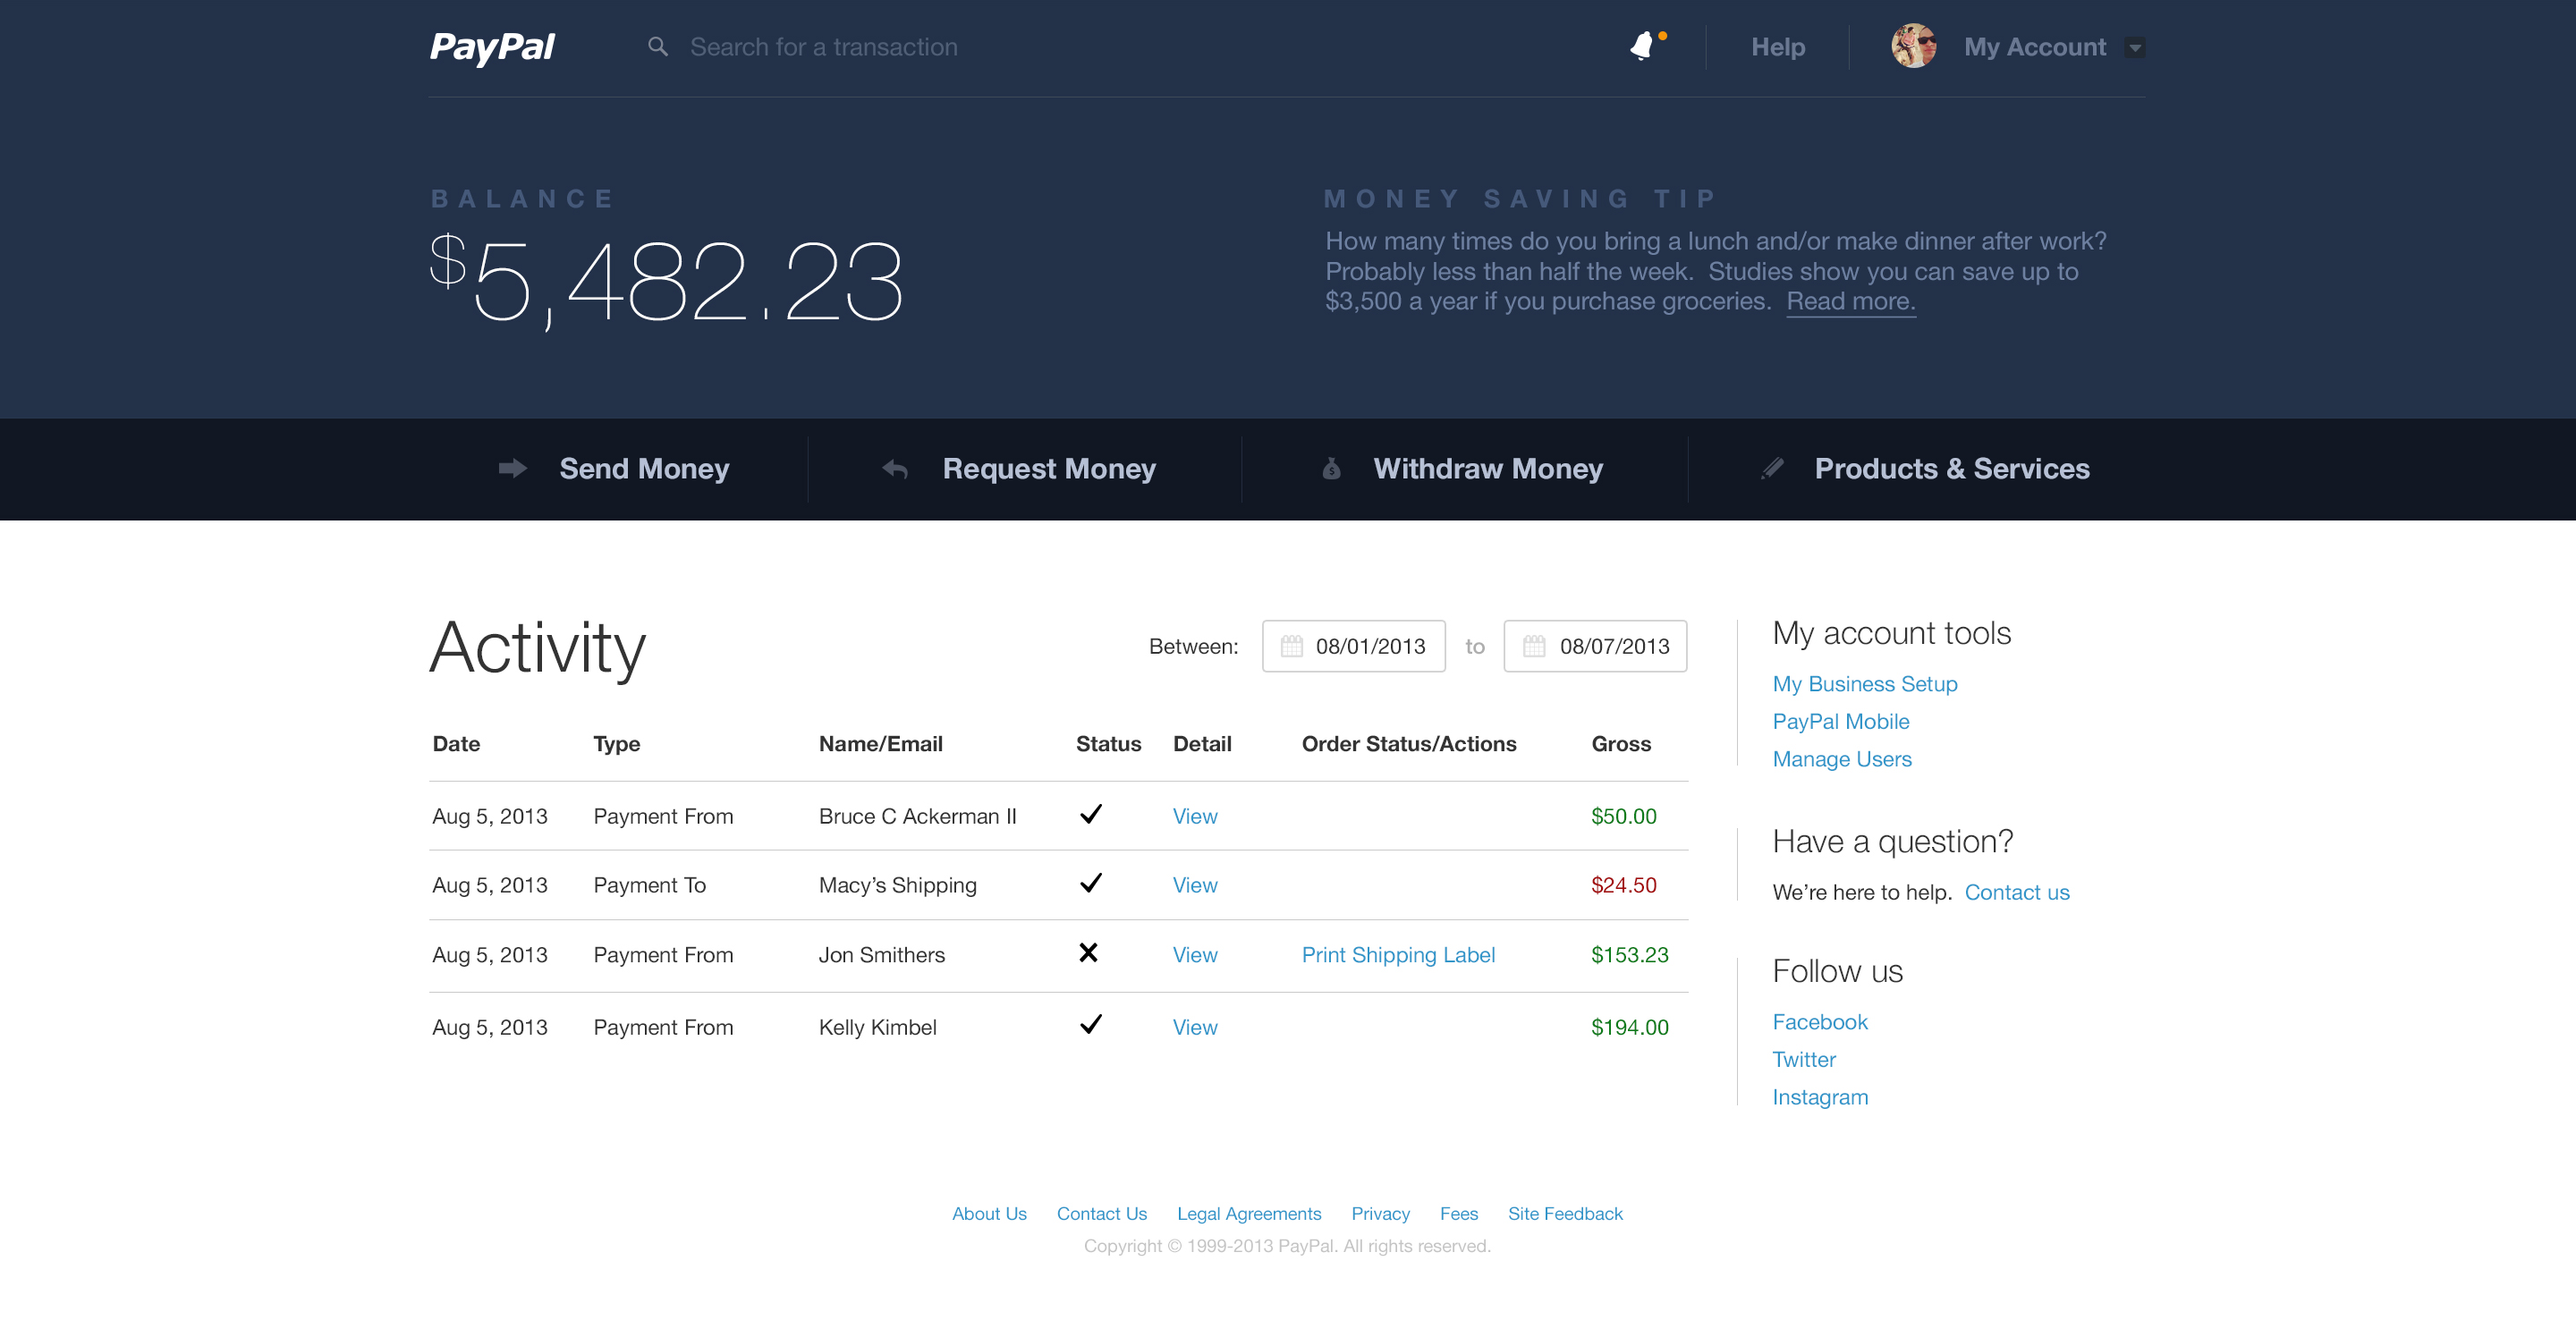 PayPal
Search for a transaction
Help
My Account
BALANCE
$5,482.23
MONEY SAVING TIP
How many times do you bring a lunch and/or make dinner after work?
Probably less than half the week.  Studies show you can save up to
$3,500 a year if you purchase groceries.  Read more.
Send Money
Request Money
Withdraw Money
Products & Services
Activity
Between: 08/01/2013 to 08/07/2013
Date Type Name/Email Status Detail Order Status/Actions Gross
Aug 5, 2013 Payment From Bruce C Ackerman II View $50.00
Aug 5, 2013 Payment To Macy’s Shipping View $24.50
Aug 5, 2013 Payment From Jon Smithers View Print Shipping Label $153.23
Aug 5, 2013 Payment From Kelly Kimbel View $194.00
My account tools
My Business Setup
PayPal Mobile
Manage Users
Have a question?
We’re here to help.  Contact us
Follow us
Facebook
Twitter
Instagram
About Us Contact Us Legal Agreements Privacy Fees Site Feedback
Copyright © 1999-2013 PayPal. All rights reserved.